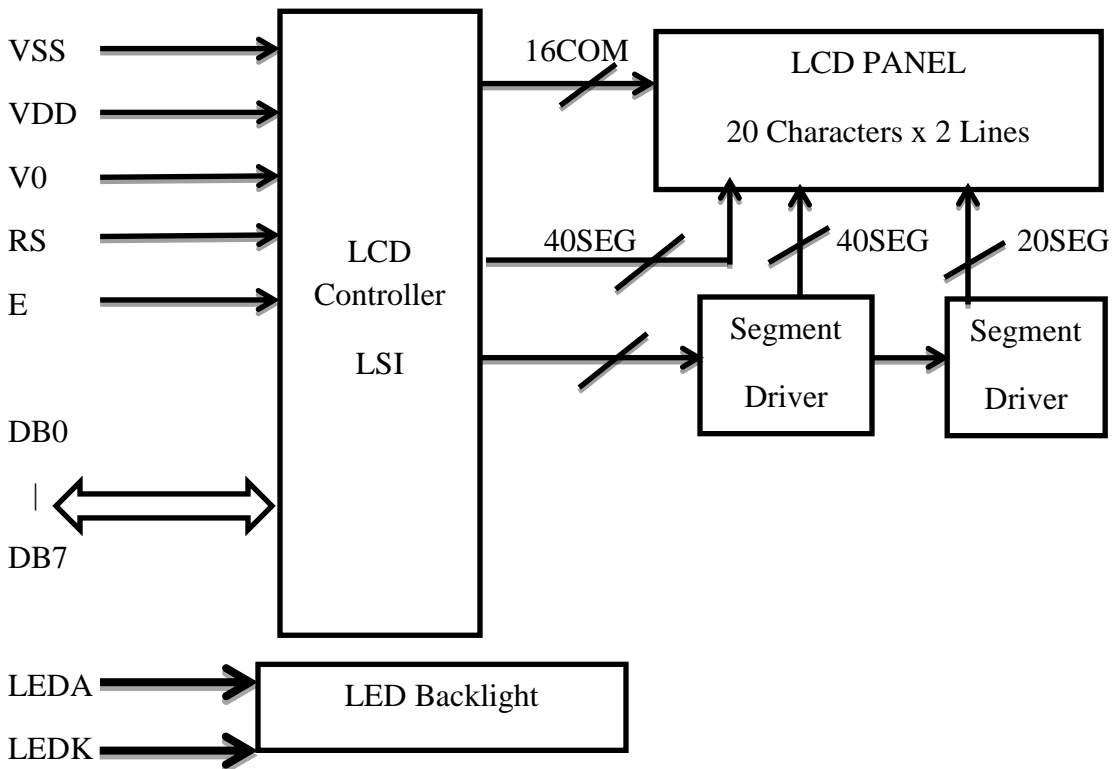 VSS
VDD
V0
RS
E
DB0
|
DB7
LEDA
LEDK
LCD
Controller
LSI
16COM
LCD PANEL
20 Characters x 2 Lines
40SEG
40SEG
20SEG
Segment
Driver
Segment
Driver
LED Backlight